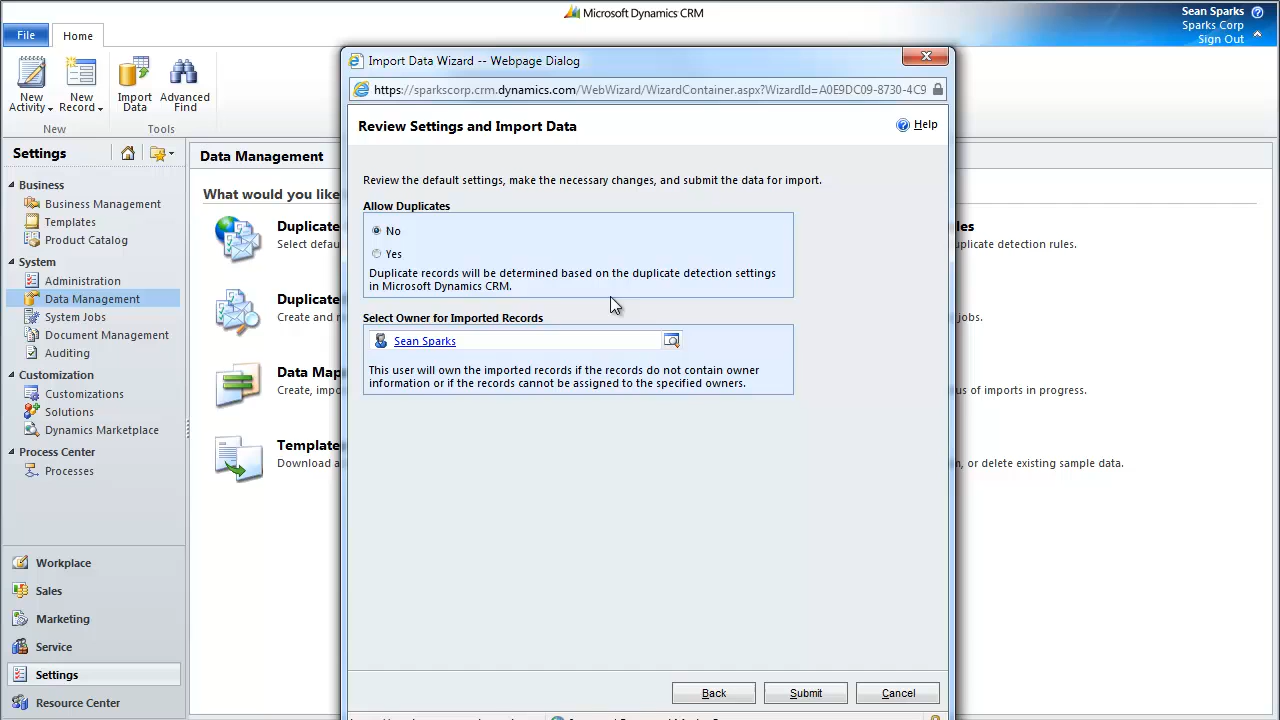 Microsoft Dynamics CRM
Sean Sparks
Sparks Corp
Sign Out
File
Home
New Activity
New Record
Import Data
Advanced Find
New
Tools
Settings
Business
Business Management
Templates
Product Catalog
System
Administration
Data Management
System Jobs
Document Management
Auditing
Customization
Customizations
Solutions
Dynamics Marketplace
Process Center
Processes
Workplace
Sales
Marketing
Service
Settings
Resource Center
Data Management
What would you like
Duplicate
Select defau
Duplicate
Create and r
Data Map
Create, impo
Template
Download a
les
uplicate detection rules.
jobs.
us of imports in progress.
n, or delete existing sample data.
Import Data Wizard -- Webpage Dialog
https://sparkscorp.crm.dynamics.com/WebWizard/WizardContainer.aspx?WizardId=A0E9DC09-8730-4C9
Review Settings and Import Data
Help
Review the default settings, make the necessary changes, and submit the data for import.
Allow Duplicates
No
Yes
Duplicate records will be determined based on the duplicate detection settings
in Microsoft Dynamics CRM.
Select Owner for Imported Records
Sean Sparks
This user will own the imported records if the records do not contain owner
information or if the records cannot be assigned to the specified owners.
Back
Submit
Cancel